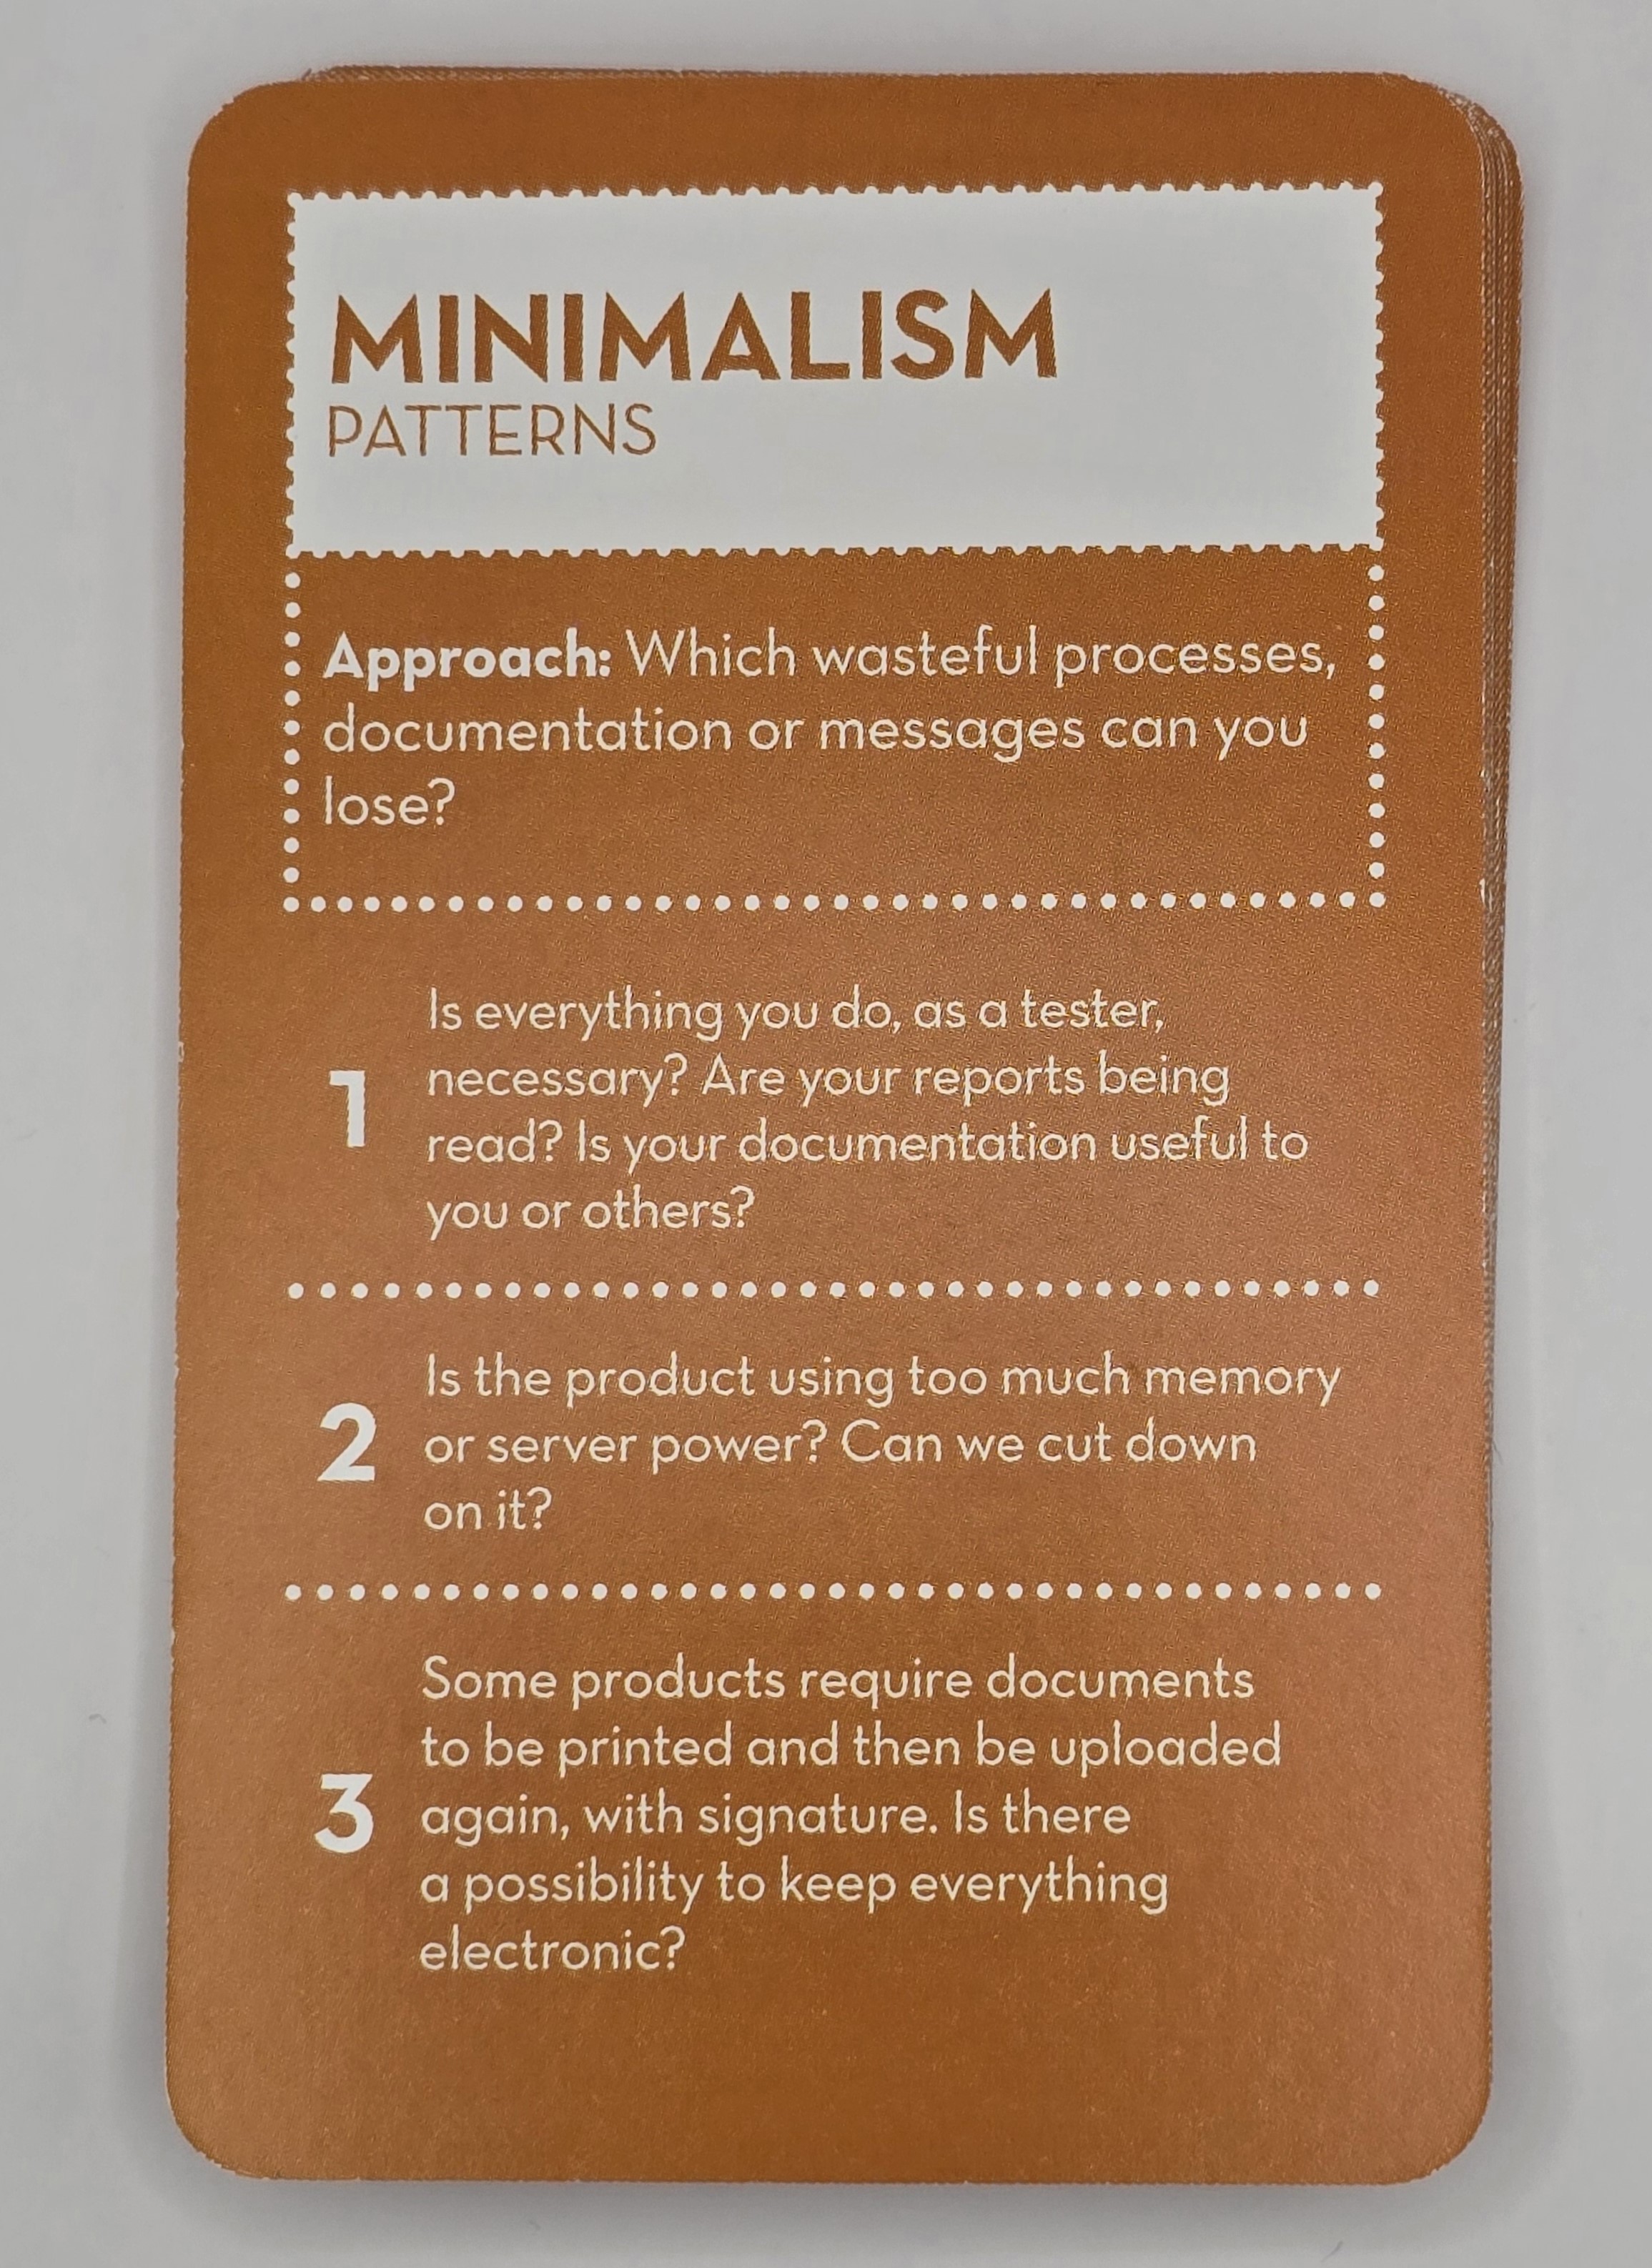 MINIMALISM
PATTERNS
Approach: Which wasteful processes,
documentation or messages can you
lose?
1
Is everything you do, as a tester,
necessary? Are your reports being
read? Is your documentation useful to
you or others?
2
Is the product using too much memory
or server power? Can we cut down
on it?
3
Some products require documents
to be printed and then be uploaded
again, with signature. Is there
a possibility to keep everything
electronic?